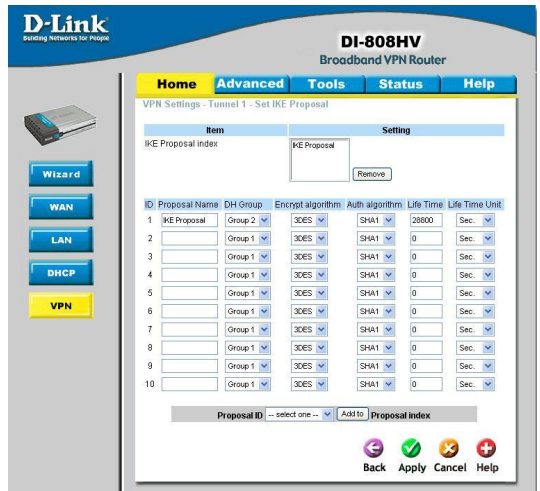 D-Link
Building Networks for People
DI-808HV
Broadband VPN Router
Home Advanced Tools Status Help
VPN Settings - Tunnel 1 - Set IKE Proposal
Item Setting
IKE Proposal index IKE Proposal
Remove
Wizard
WAN
LAN
DHCP
VPN
ID Proposal Name DH Group Encrypt algorithm Auth algorithm Life Time Life Time Unit
1 IKE Proposal Group 2 3DES SHA1 28800 Sec.
2 Group 1 3DES SHA1 0 Sec.
3 Group 1 3DES SHA1 0 Sec.
4 Group 1 3DES SHA1 0 Sec.
5 Group 1 3DES SHA1 0 Sec.
6 Group 1 3DES SHA1 0 Sec.
7 Group 1 3DES SHA1 0 Sec.
8 Group 1 3DES SHA1 0 Sec.
9 Group 1 3DES SHA1 0 Sec.
10 Group 1 3DES SHA1 0 Sec.
Proposal ID -- select one -- Add to Proposal index
Back Apply Cancel Help